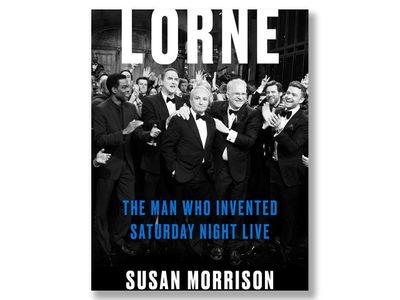 LORNE
THE MAN WHO INVENTED
SATURDAY NIGHT LIVE
SUSAN MORRISON